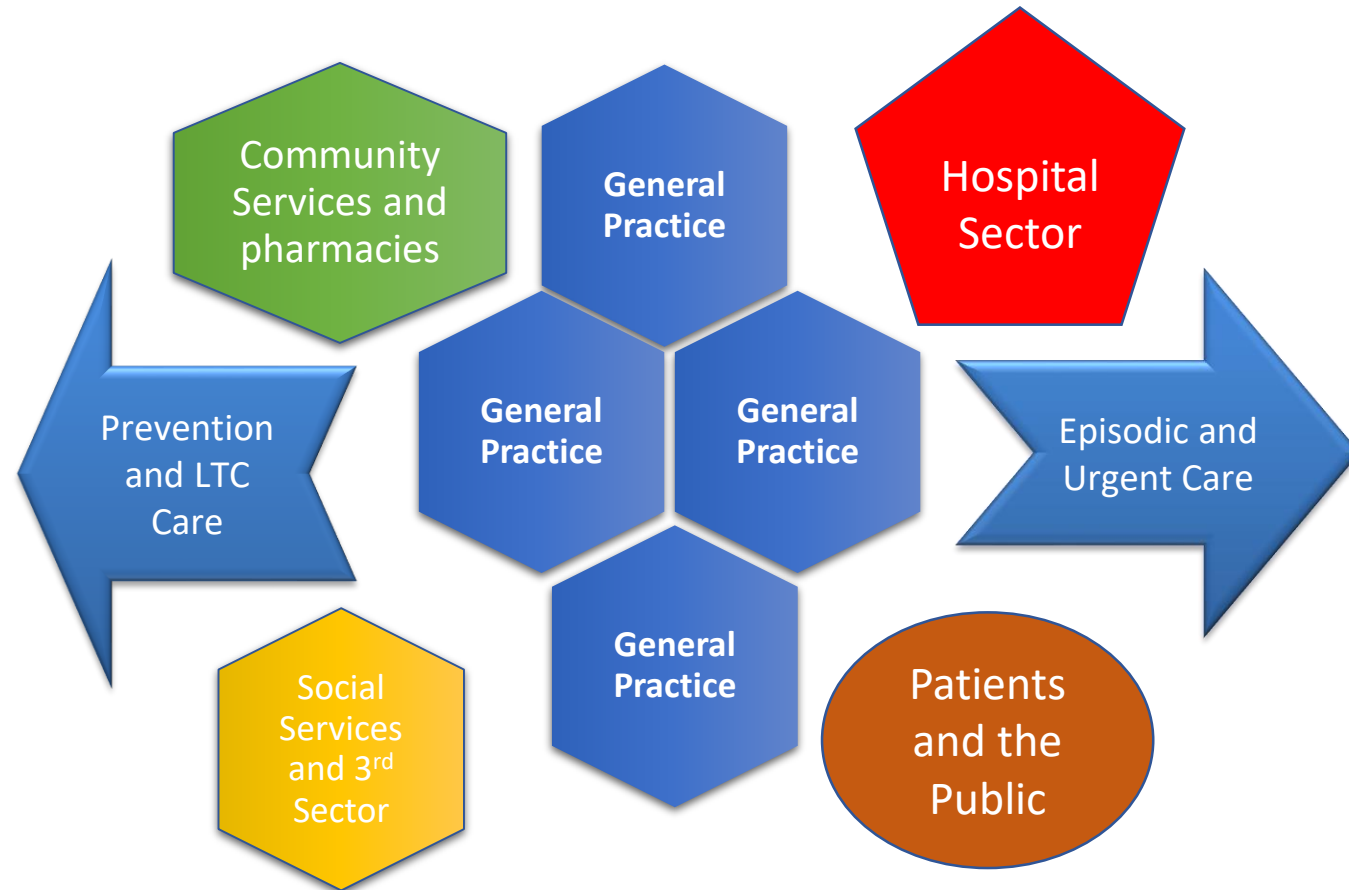 Community
Services and
pharmacies
General
Practice
Hospital
Sector
Prevention
and LTC
Care
General
Practice
General
Practice
Episodic and
Urgent Care
Social
Services
and 3rd
Sector
General
Practice
Patients
and the
Public